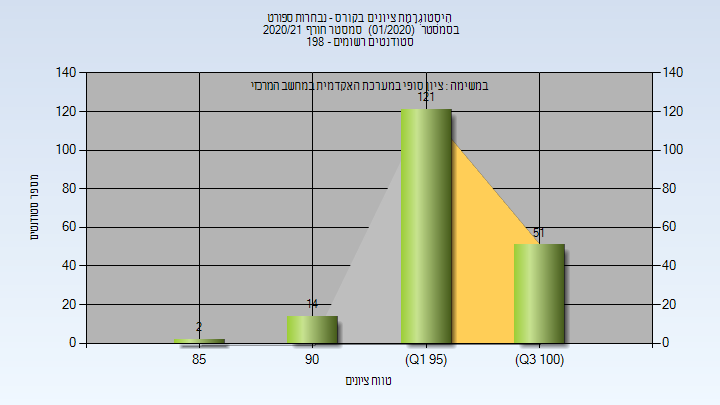 היסטוגרמת ציונים בקורס - נבחרות ספורט
בסמסטר (01/2020) סמסטר חורף 2020/21
סטודנטים רשומים - 198
במשימה : ציון סופי במערכת האקדמית במחשב המרכזי
140 140
120 120
100 100
80 80
60 60
40 40
20 20
0 0
2
14
121
51
מספר סטודנטים
85 90 (Q1 95) (Q3 100)
טווח ציונים